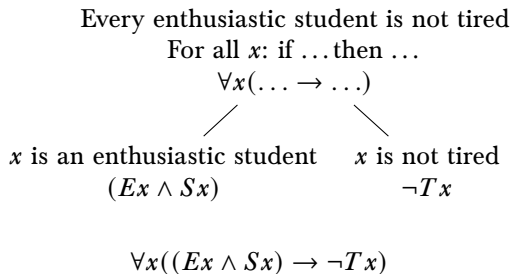 Every enthusiastic student is not tired
For all x: if ... then ...
∀x(... → ...)
x is an enthusiastic student x is not tired
(Ex ∧ Sx) ¬Tx
∀x((Ex ∧ Sx) → ¬Tx)